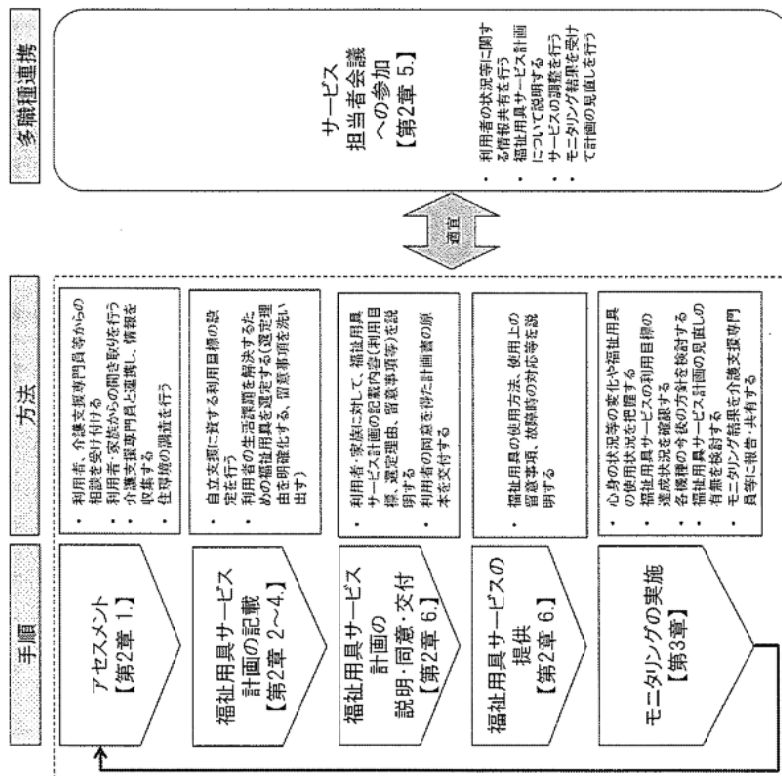 手順
方法
多職種連携
アセスメント
【第2章 1.】
・ 利用者、介護支援専門員等からの
相談を受け付ける
・ 利用者・家族からの聞き取りを行う
・ 介護支援専門員と連携し、情報を
収集する
・ 住環境の調査を行う
福祉用具サービス
計画の記載
【第2章 2~4.】
・ 自立支援に資する利用目標の設
定を行う
・ 利用者の生活課題を解決するた
めの福祉用具を選定する(選定理
由を明確化する、留意事項を洗い
出す)
福祉用具サービス
計画の
説明・同意・交付
【第2章 6.】
・ 利用者・家族に対して、福祉用具
サービス計画の記載内容(利用目
標、選定理由、留意事項等)を説
明する
・ 利用者の同意を得た計画書の原
本を交付する
福祉用具サービスの
提供
【第2章 6.】
・ 福祉用具の使用方法、使用上の
留意事項、故障時の対応等を説
明する
モニタリングの実施
【第3章】
・ 心身の状況等の変化や福祉用具
の使用状況を把握する
・ 福祉用具サービスの利用目標の
達成状況を確認する
・ 各機種の今後の方針を検討する
・ 福祉用具サービス計画の見直しの
有無を検討する
・ モニタリング結果を介護支援専門
員等に報告・共有する
適宜
サービス
担当者会議
への参加
【第2章 5.】
・ 利用者の状況等に関す
る情報共有を行う
・ 福祉用具サービス計画
について説明する
・ サービスの調整を行う
・ モニタリング結果を受け
て計画の見直しを行う